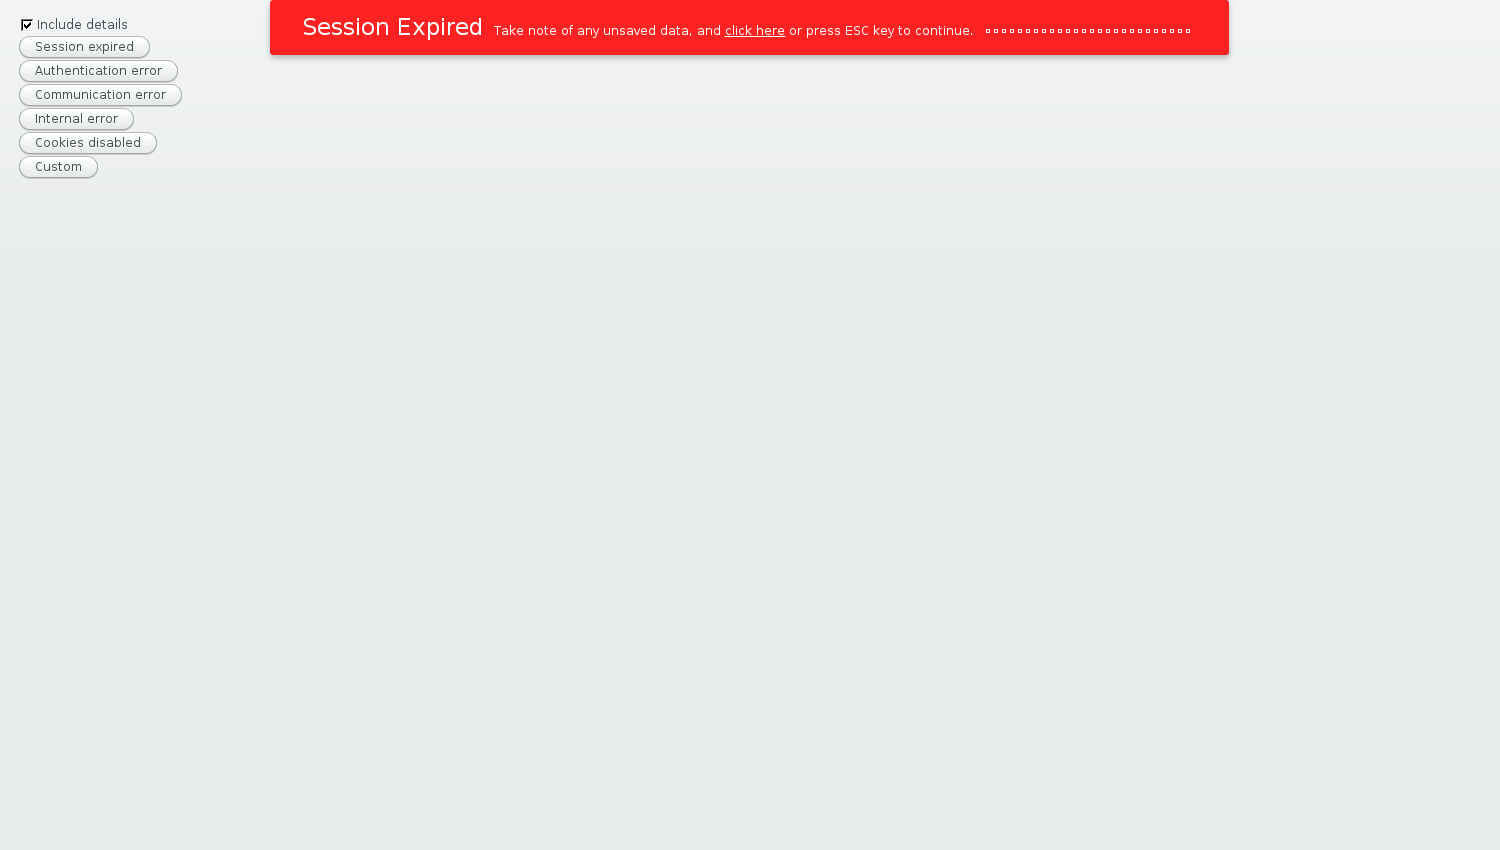 Include details
Session expired
Authentication error
Communication error
Internal error
Cookies disabled
Custom
Session Expired Take note of any unsaved data, and click here or press ESC key to continue.